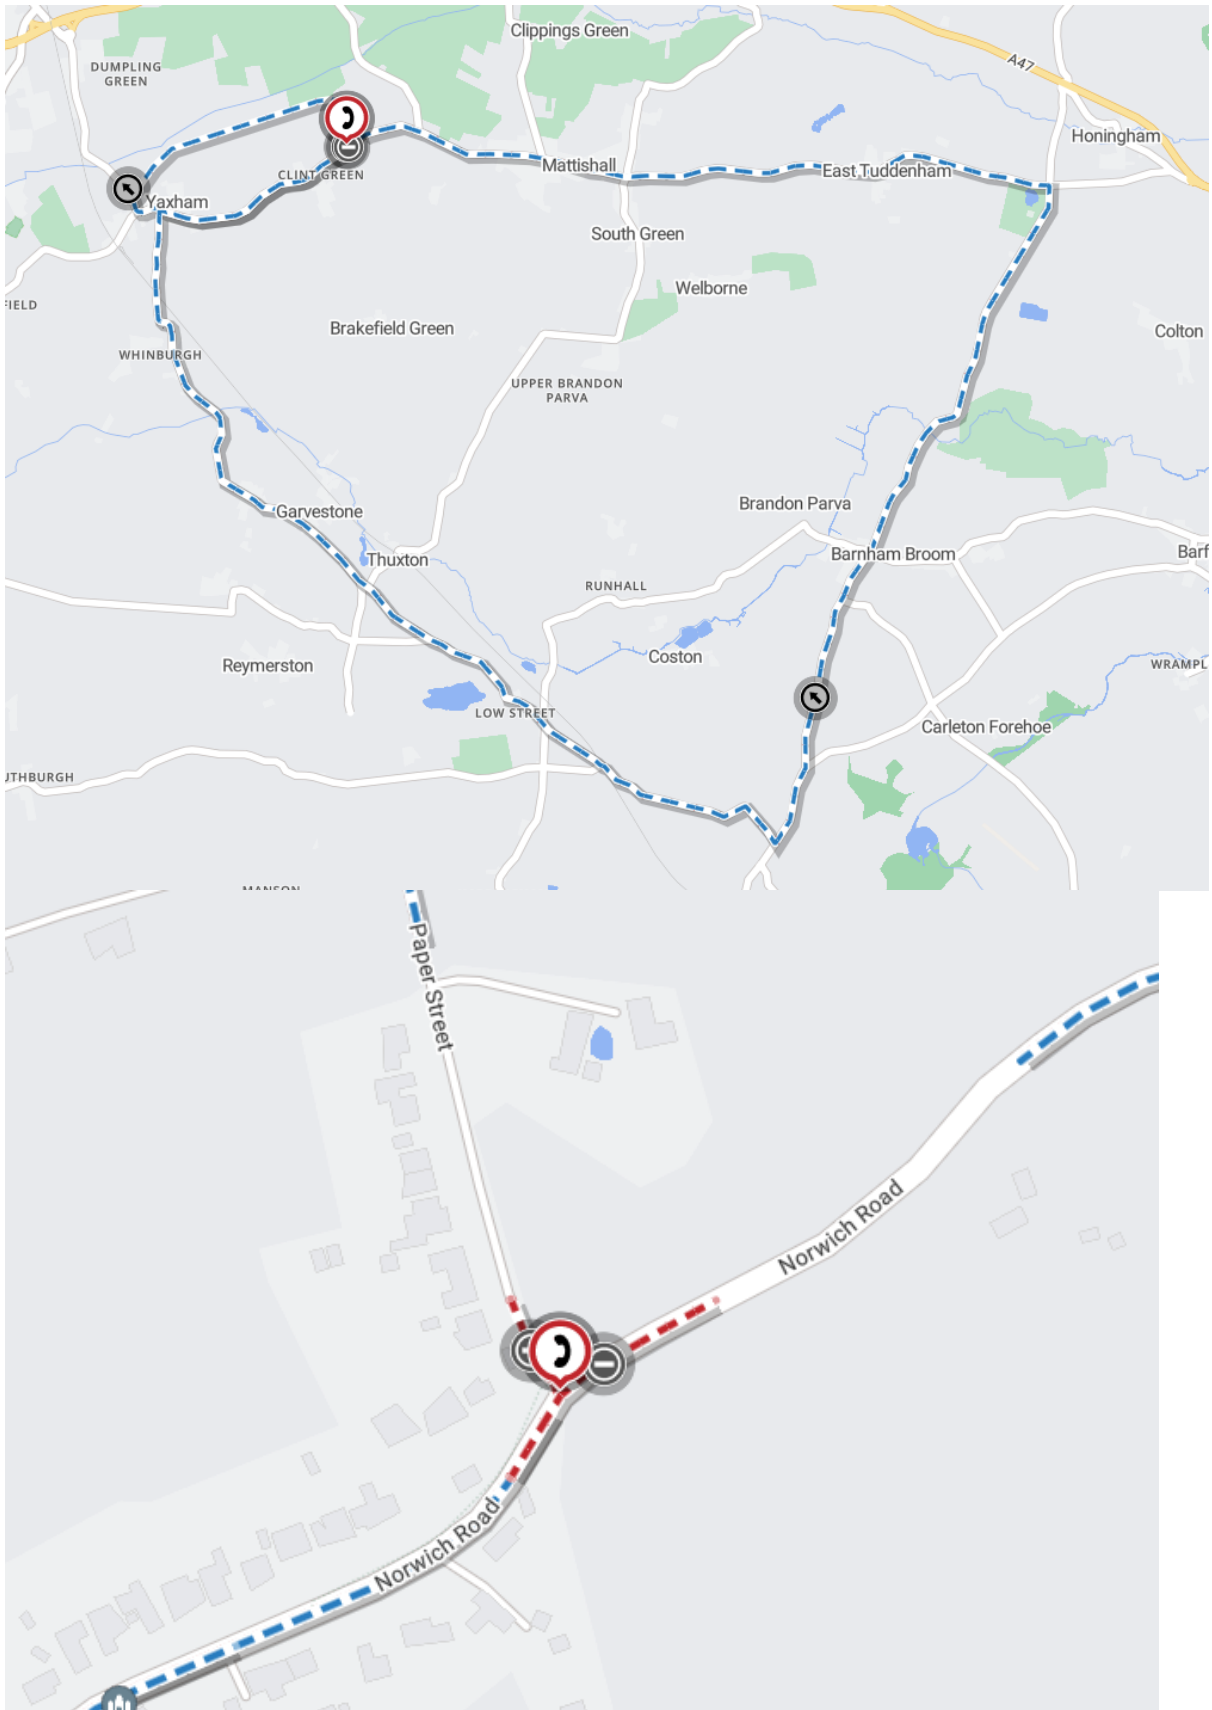 Clippings Green
DUMPLING
GREEN
A47
Honingham
Mattishall
CLINT GREEN
East Tuddenham
Yaxham
South Green
Welborne
FIELD
Brakefield Green
Colton
WHINBURGH
UPPER BRANDON
PARVA
Garvestone
Brandon Parva
Thuxton
Barnham Broom
Barf
RUNHALL
Coston
Reymerston
WRAMPL
LOW STREET
Carleton Forehoe
UTHBURGH
MANSON
Paper Street
Norwich Road
Norwich Road